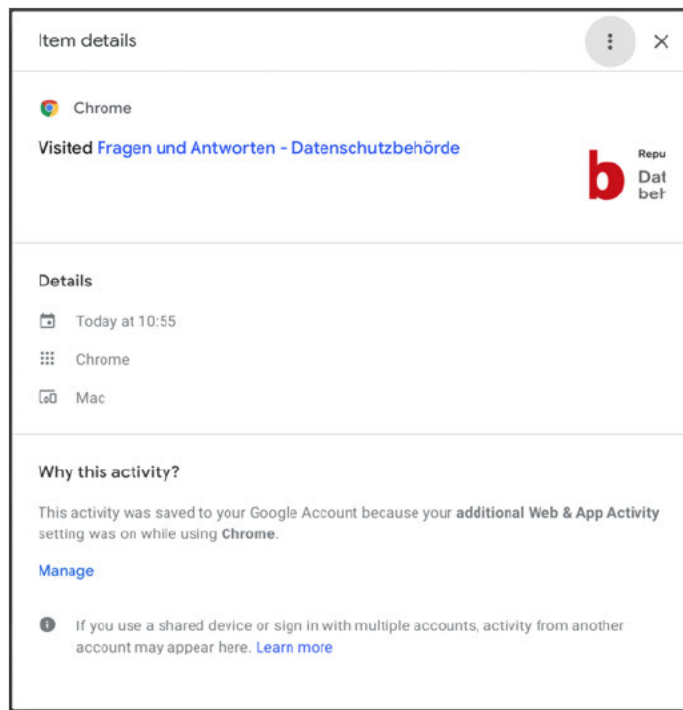 Item details
Chrome
Visited Fragen und Antworten - Datenschutzbehörde
b
Repu
Dat
beh
Details
Today at 10:55
Chrome
Mac
Why this activity?
This activity was saved to your Google Account because your additional Web & App Activity
setting was on while using Chrome.
Manage
If you use a shared device or sign in with multiple accounts, activity from another
account may appear here. Learn more